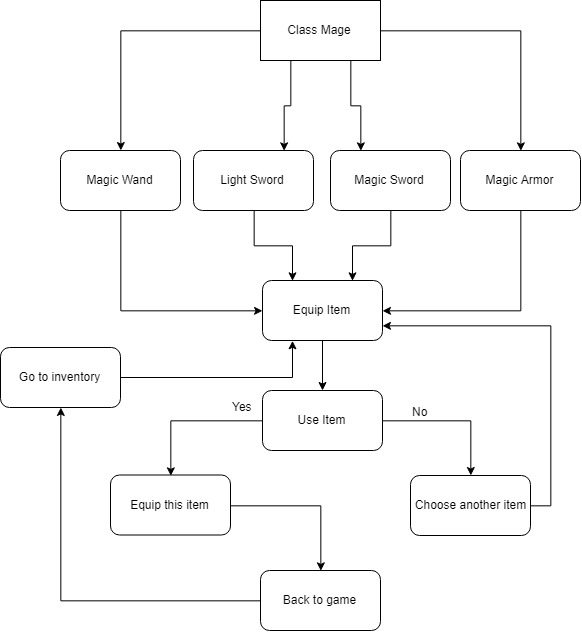 Class Mage
Magic Wand
Light Sword
Magic Sword
Magic Armor
Equip Item
Go to inventory
Yes
Use Item
No
Equip this item
Choose another item
Back to game